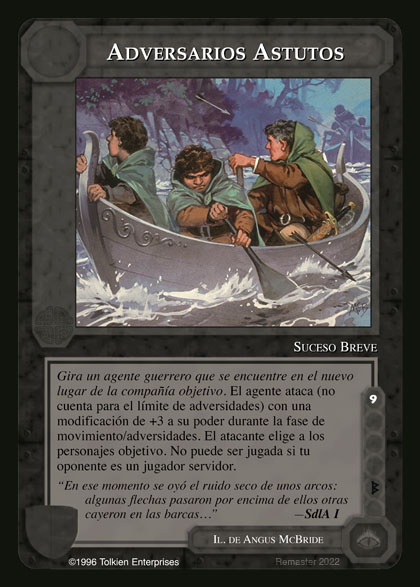 Adversarios Astutos
Suceso Breve
Gira un agente guerrero que se encuentre en el nuevo
lugar de la compañía objetivo. El agente ataca (no
cuenta para el límite de adversidades) con una
modificación de +3 a su poder durante la fase de
movimiento/adversidades. El atacante elige a los
personajes objetivo. No puede ser jugada si tu
oponente es un jugador servidor.
9
“En ese momento se oyó el ruido seco de unos arcos:
algunas flechas pasaron por encima de ellos otras
cayeron en las barcas…” —SdlA I
Il. de Angus McBride
©1996 Tolkien Enterprises
Remaster 2022